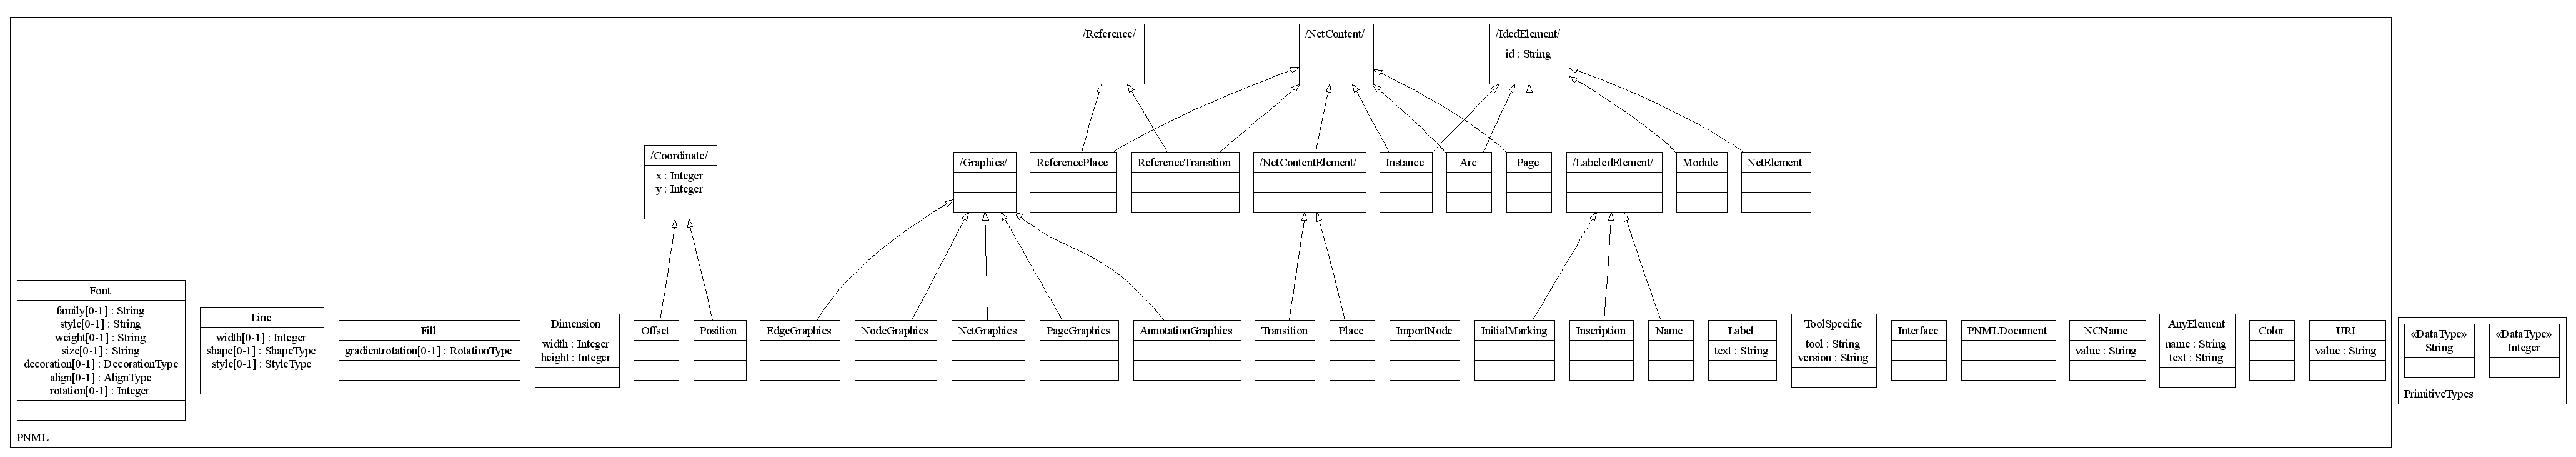 /Reference/
/NetContent/
/IdedElement/
id : String
/Coordinate/
x : Integer
y : Integer
/Graphics/
ReferencePlace
ReferenceTransition
/NetContentElement/
Instance
Arc
Page
/LabeledElement/
Module
NetElement
Font
family[0-1] : String
style[0-1] : String
weight[0-1] : String
size[0-1] : String
decoration[0-1] : DecorationType
align[0-1] : AlignType
rotation[0-1] : Integer
Line
width[0-1] : Integer
shape[0-1] : ShapeType
style[0-1] : StyleType
Fill
gradientrotation[0-1] : RotationType
Dimension
width : Integer
height : Integer
Offset
Position
EdgeGraphics
NodeGraphics
NetGraphics
PageGraphics
AnnotationGraphics
Transition
Place
ImportNode
InitialMarking
Inscription
Name
Label
text : String
ToolSpecific
tool : String
version : String
Interface
PNMLDocument
NCName
value : String
AnyElement
name : String
text : String
Color
URI
value : String
«DataType»
String
«DataType»
Integer
PrimitiveTypes
PNML